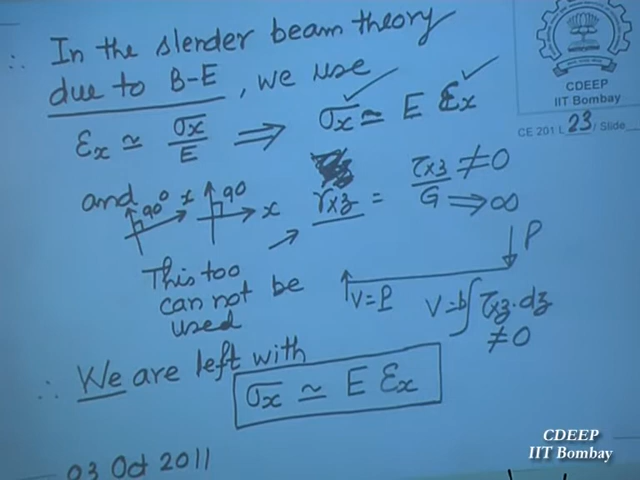 ∴ In the slender beam theory
due to B-E, we use
εx ≃ σx/E ⟹ σx ≃ E εx
and 90° x 90 x γxz = τxz/G ≠0 ⟹ ∞
This too
can not be
used
P
V=P V=b∫τxz.dz
≠0
∴ We are left with
σx ≃ E εx
03 Oct 2011
CDEEP
IIT Bombay
CE 201 L 23 / Slide
CDEEP
IIT Bombay